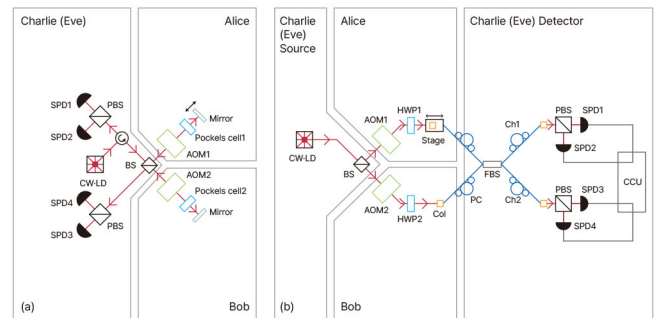 Charlie (Eve)
Alice
SPD1
PBS
SPD2
Mirror
Pockels cell1
BS
AOM1
CW-LD
AOM2
Pockels cell2
SPD4
Mirror
PBS
SPD3
(a)
Bob
Charlie
(Eve)
Source
Alice
Charlie (Eve) Detector
HWP1
AOM1
Stage
Ch1
PBS
SPD1
SPD2
CW-LD
BS
FBS
CCU
AOM2
PC
Ch2
PBS
SPD3
HWP2
Col
SPD4
(b)
Bob